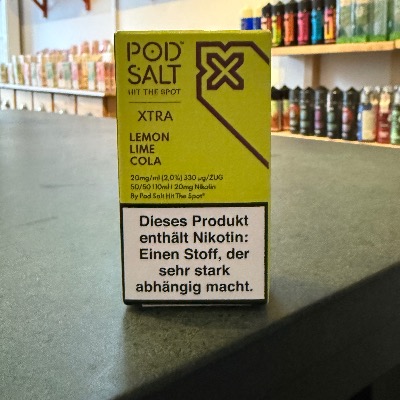 POD
SALT
HIT THE SPOT
XTRA
LEMON
LIME
COLA
20mg/ml (2,0%) 330 µg/ZUG
50/50 | 10ml | 20mg Nikotin
By Pod Salt Hit The Spot®
Dieses Produkt
enthält Nikotin:
Einen Stoff, der
sehr stark
abhängig macht.